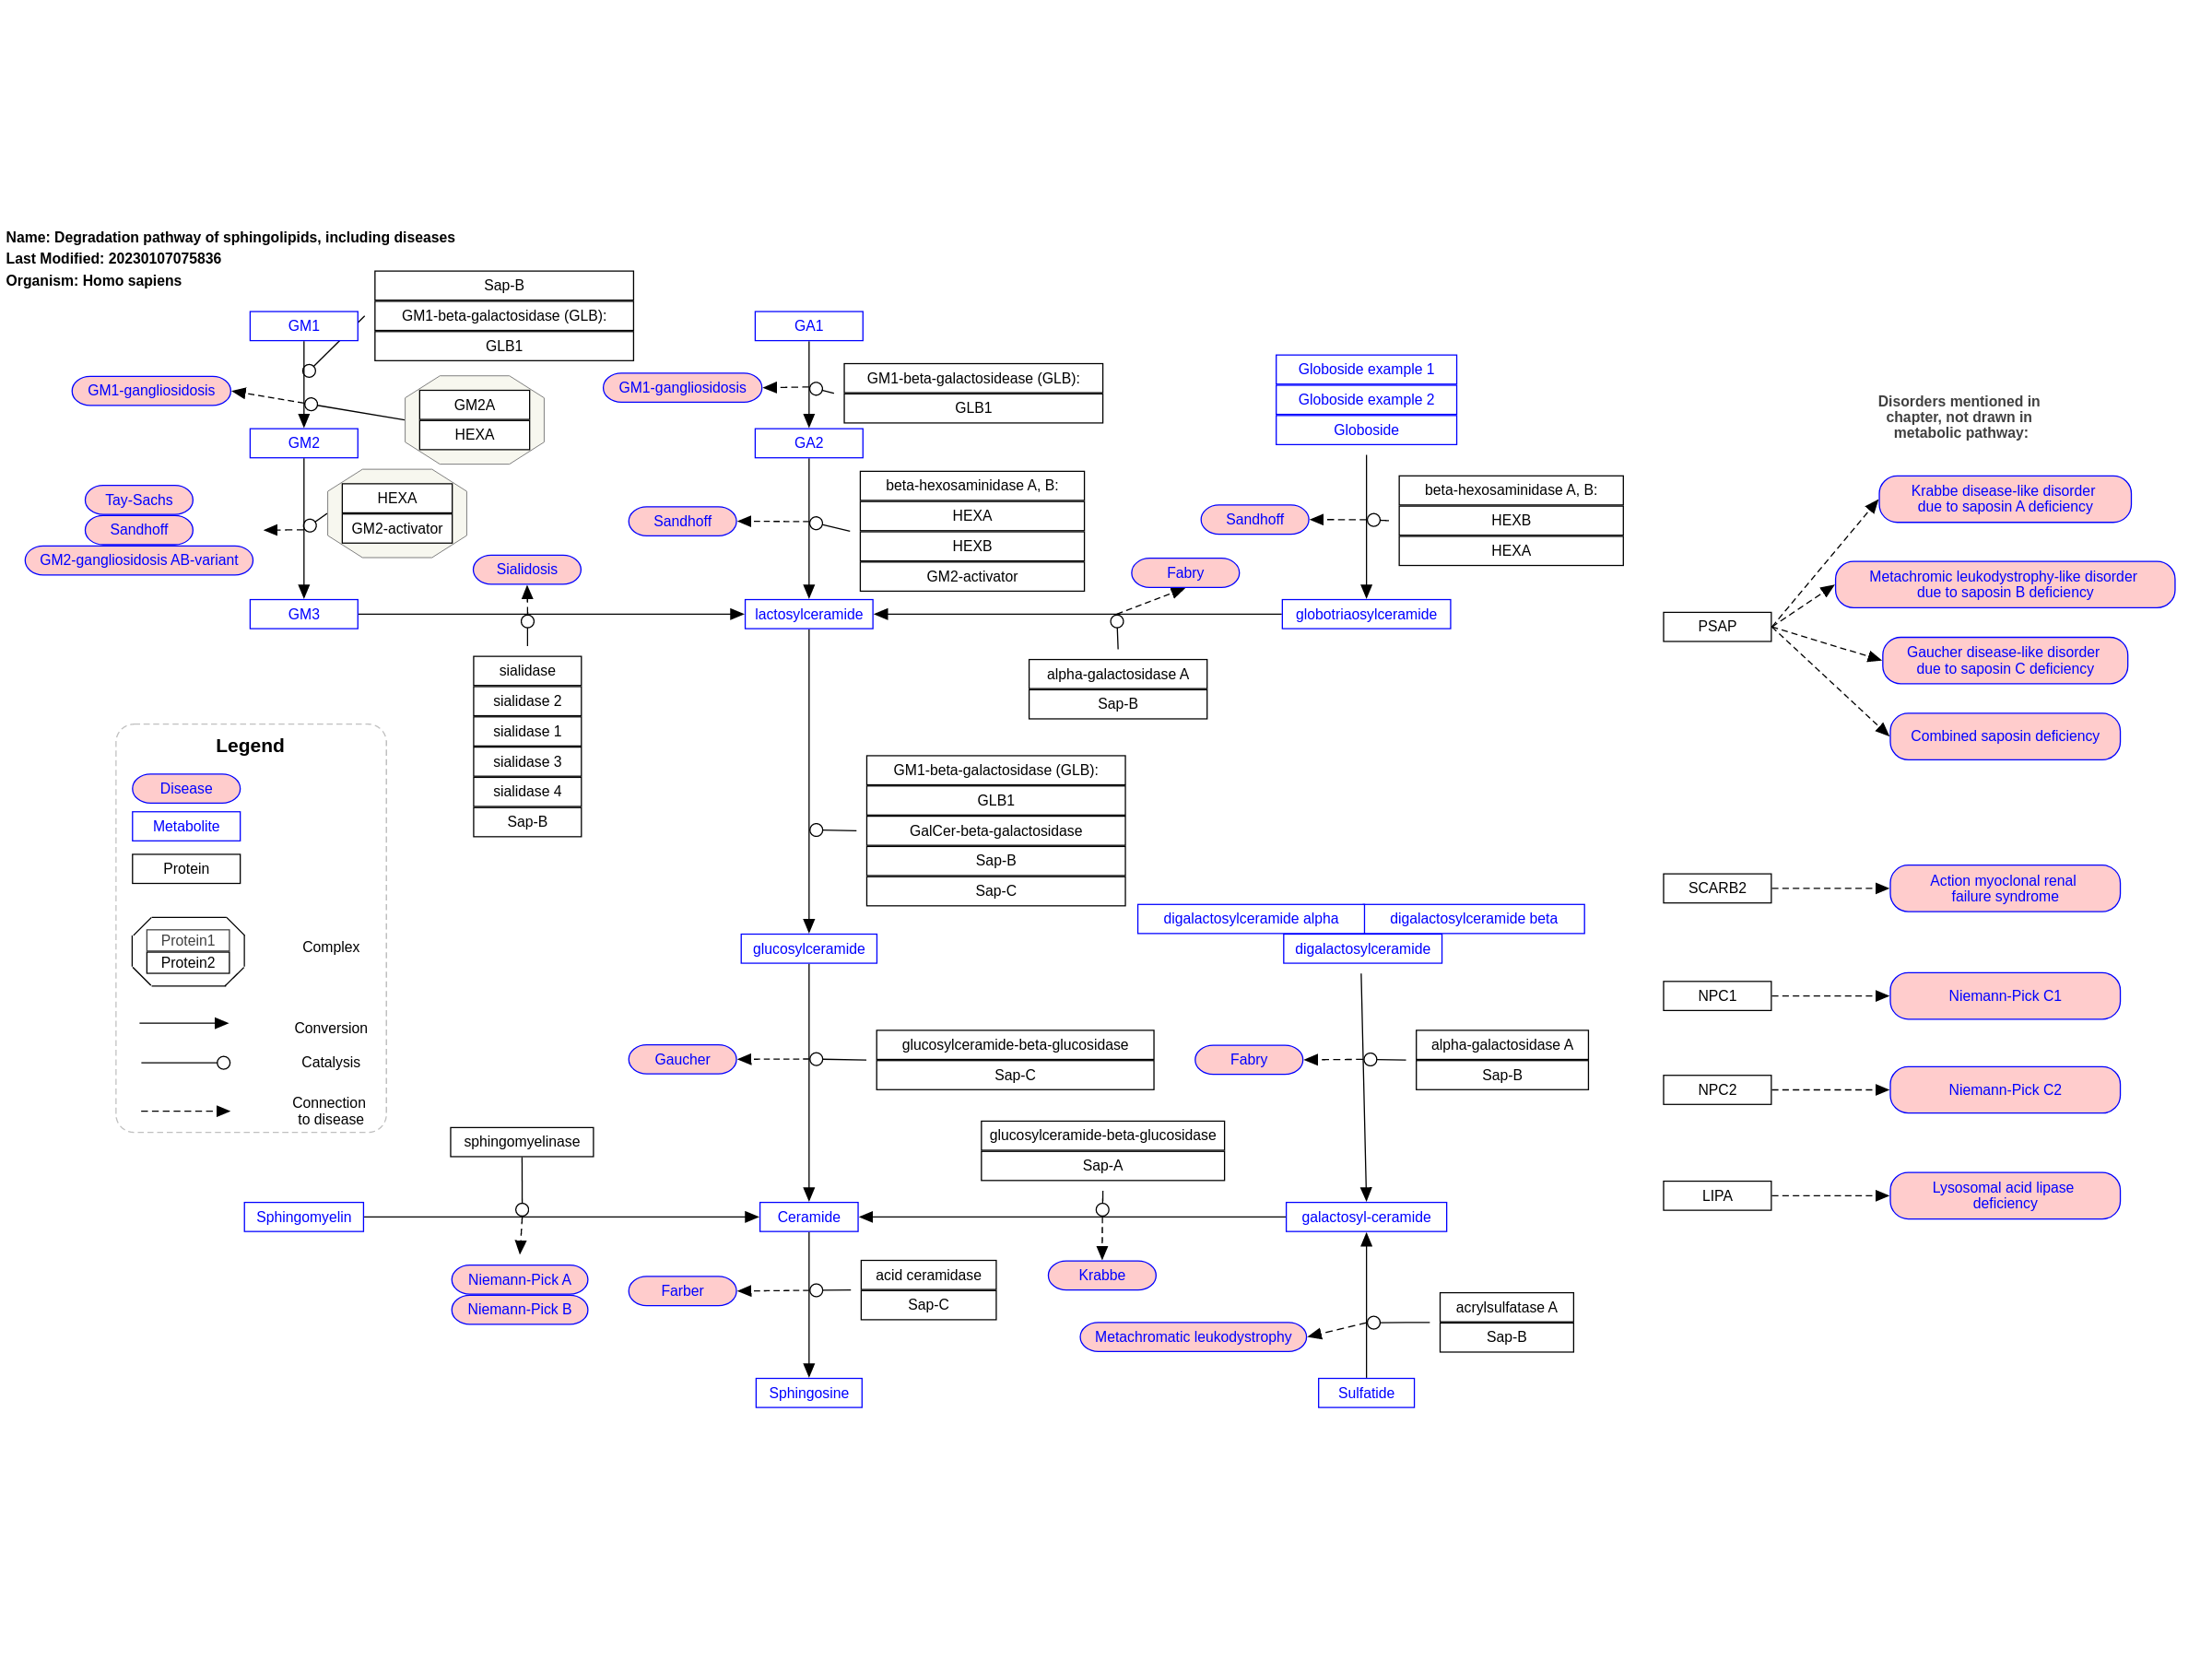 Name: Degradation pathway of sphingolipids, including diseases
Last Modified: 20230107075836
Organism: Homo sapiens
Sap-B
GM1-beta-galactosidase (GLB):
GLB1
GM1
GM1-gangliosidosis
GM2A
HEXA
GM2
HEXA
GM2-activator
Tay-Sachs
Sandhoff
GM2-gangliosidosis AB-variant
GM3
Sialidosis
sialidase
sialidase 2
sialidase 1
sialidase 3
sialidase 4
Sap-B
GA1
GM1-gangliosidosis
GM1-beta-galactosidease (GLB):
GLB1
GA2
Sandhoff
beta-hexosaminidase A, B:
HEXA
HEXB
GM2-activator
lactosylceramide
Globoside example 1
Globoside example 2
Globoside
Sandhoff
beta-hexosaminidase A, B:
HEXB
HEXA
Fabry
globotriaosylceramide
alpha-galactosidase A
Sap-B
GM1-beta-galactosidase (GLB):
GLB1
GalCer-beta-galactosidase
Sap-B
Sap-C
glucosylceramide
digalactosylceramide alpha
digalactosylceramide beta
digalactosylceramide
Gaucher
glucosylceramide-beta-glucosidase
Sap-C
Fabry
alpha-galactosidase A
Sap-B
sphingomyelinase
glucosylceramide-beta-glucosidase
Sap-A
Sphingomyelin
Ceramide
galactosyl-ceramide
Niemann-Pick A
Niemann-Pick B
Farber
acid ceramidase
Sap-C
Krabbe
Metachromatic leukodystrophy
acrylsulfatase A
Sap-B
Sphingosine
Sulfatide
Disorders mentioned in
chapter, not drawn in
metabolic pathway:
Krabbe disease-like disorder
due to saposin A deficiency
Metachromic leukodystrophy-like disorder
due to saposin B deficiency
PSAP
Gaucher disease-like disorder
due to saposin C deficiency
Combined saposin deficiency
SCARB2
Action myoclonal renal
failure syndrome
NPC1
Niemann-Pick C1
NPC2
Niemann-Pick C2
LIPA
Lysosomal acid lipase
deficiency
Legend
Disease
Metabolite
Protein
Protein1
Protein2
Complex
Conversion
Catalysis
Connection
to disease